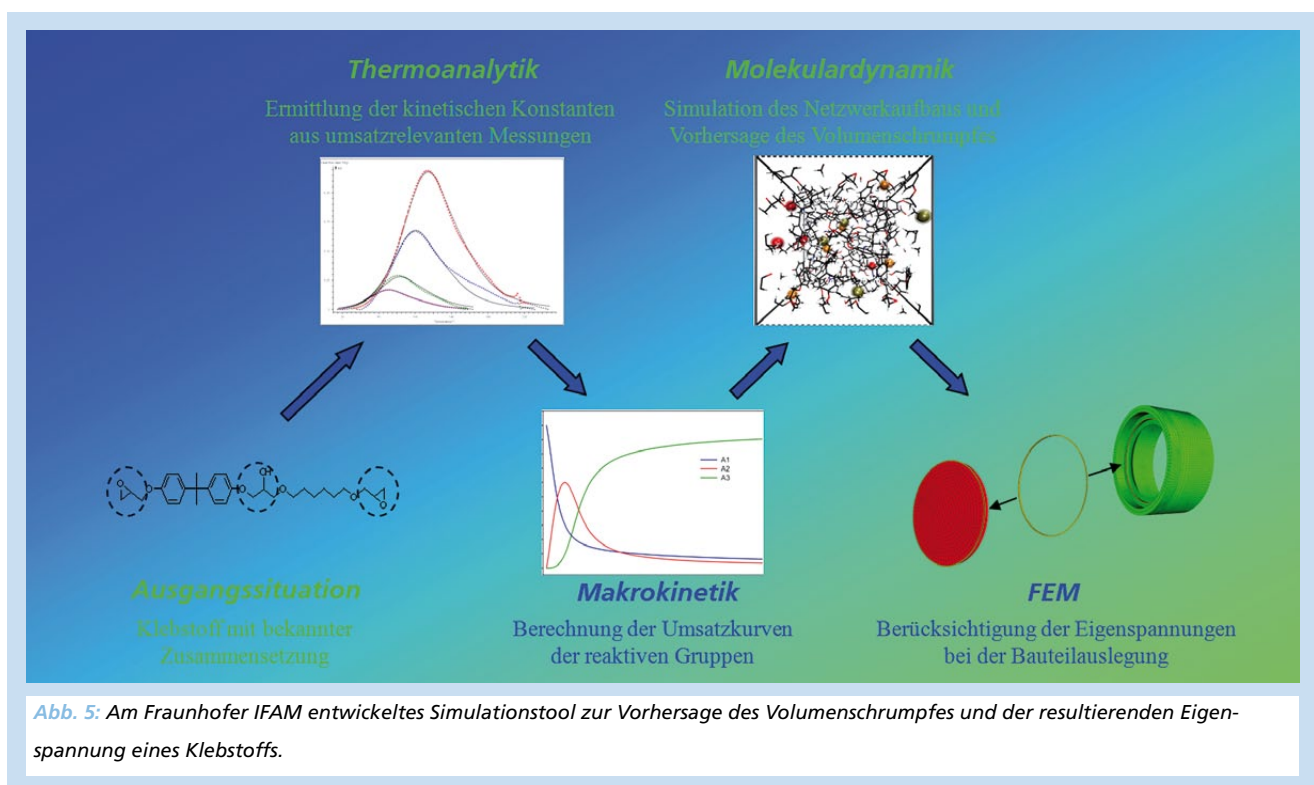 Thermoanalytik
Ermittlung der kinetischen Konstanten
aus umsatzrelevanten Messungen
Molekulardynamik
Simulation des Netzwerkaufbaus und
Vorhersage des Volumenschrumpfes
A1
A2
A3
O
O
OH
O
O
O
O
Ausgangssituation
Klebstoff mit bekannter
Zusammensetzung
Makrokinetik
Berechnung der Umsatzkurven
der reaktiven Gruppen
FEM
Berücksichtigung der Eigenspannungen
bei der Bauteilauslegung
Abb. 5: Am Fraunhofer IFAM entwickeltes Simulationstool zur Vorhersage des Volumenschrumpfes und der resultierenden Eigen-
spannung eines Klebstoffs.